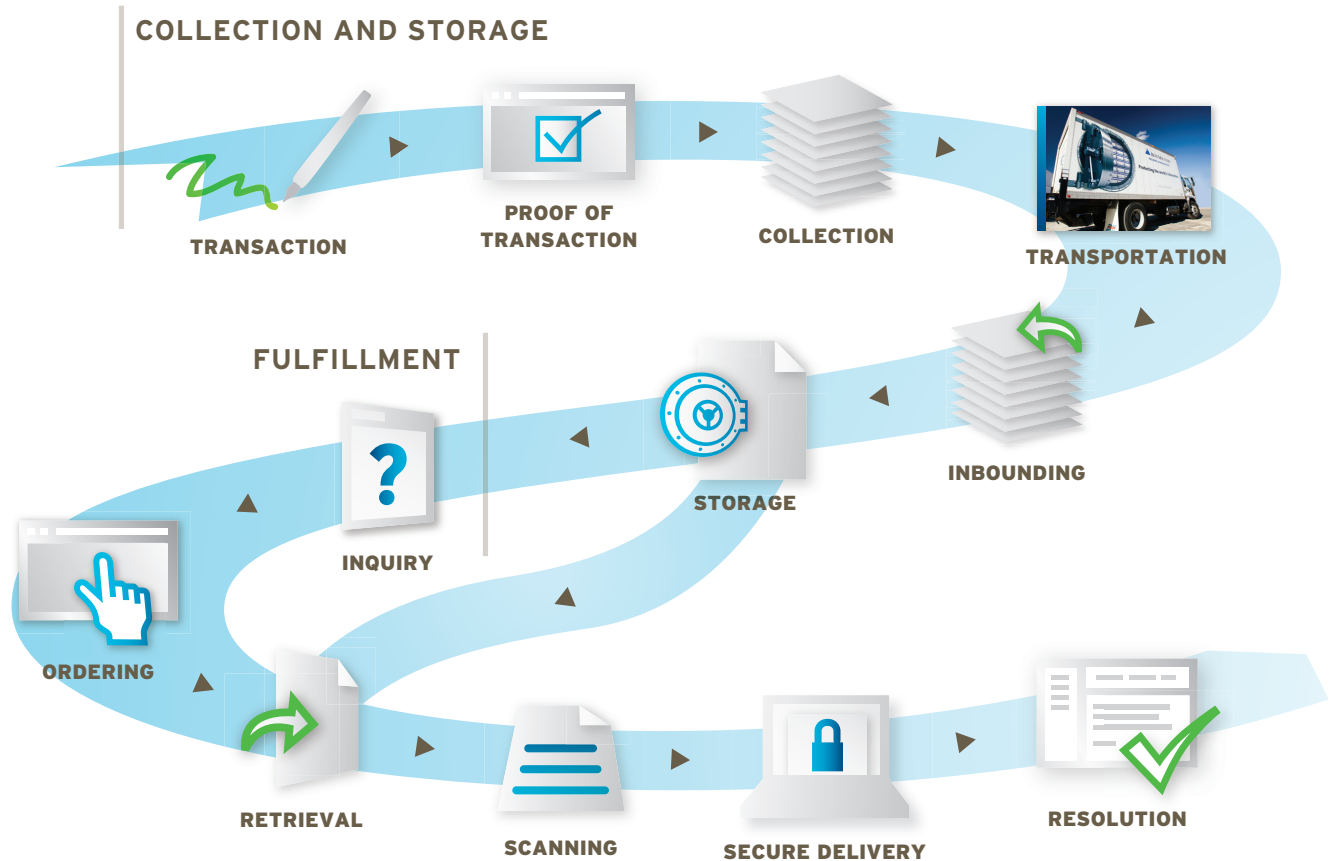 COLLECTION AND STORAGE
TRANSACTION
PROOF OF
TRANSACTION
COLLECTION
TRANSPORTATION
FULFILLMENT
INBOUNDING
STORAGE
INQUIRY
ORDERING
RETRIEVAL
SCANNING
SECURE DELIVERY
RESOLUTION